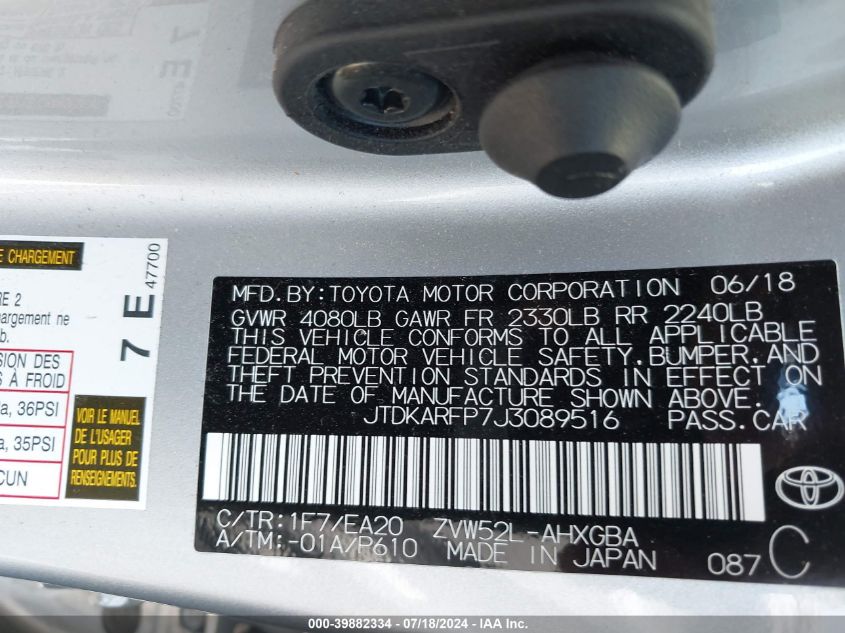 E CHARGEMENT
RE 2
hargement ne
b.
SION DES
S À FROID
a, 36PSI
a, 35PSI
CUN
7 E 47700
VOIR LE MANUEL
DE L'USAGER
POUR PLUS DE
RENSEIGNEMENTS.
MFD. BY: TOYOTA MOTOR CORPORATION 06/18
GVWR 4080LB GAWR FR 2330LB RR 2240LB
THIS VEHICLE CONFORMS TO ALL APPLICABLE
FEDERAL MOTOR VEHICLE SAFETY, BUMPER, AND
THEFT PREVENTION STANDARDS IN EFFECT ON
THE DATE OF MANUFACTURE SHOWN ABOVE.
JTDKARFP7J3089516 PASS. CAR
C/TR: 1F7/EA20 ZVW52L-AHXGBA
A/TM: -01A/P610 MADE IN JAPAN 087 C
TOYOTA
000-39882334 - 07/18/2024 - IAA Inc.